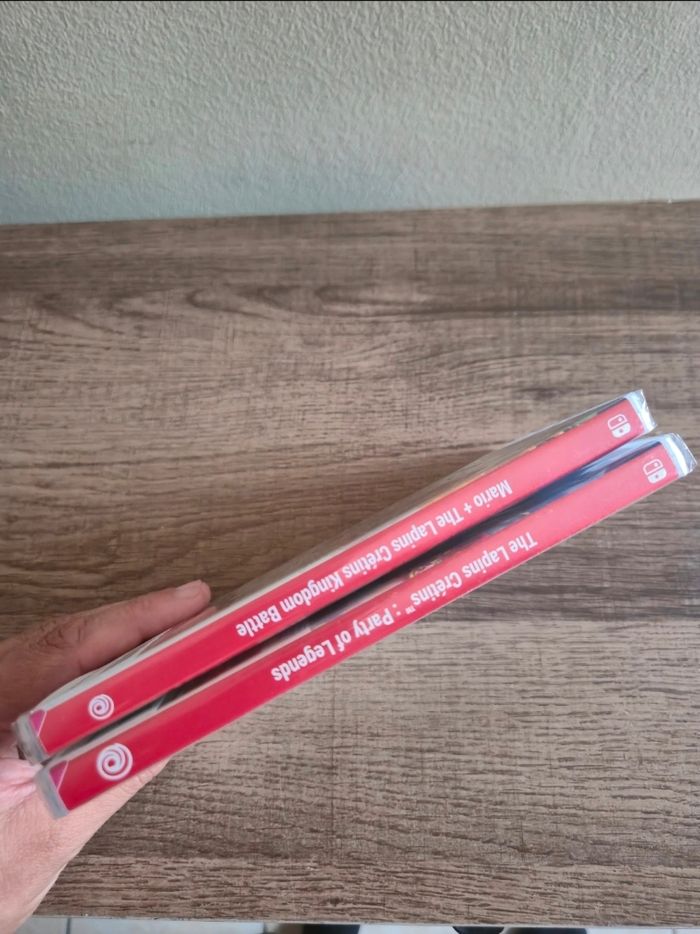 Mario + The Lapins Crétins Kingdom Battle
The Lapins Crétins™ : Party of Legends